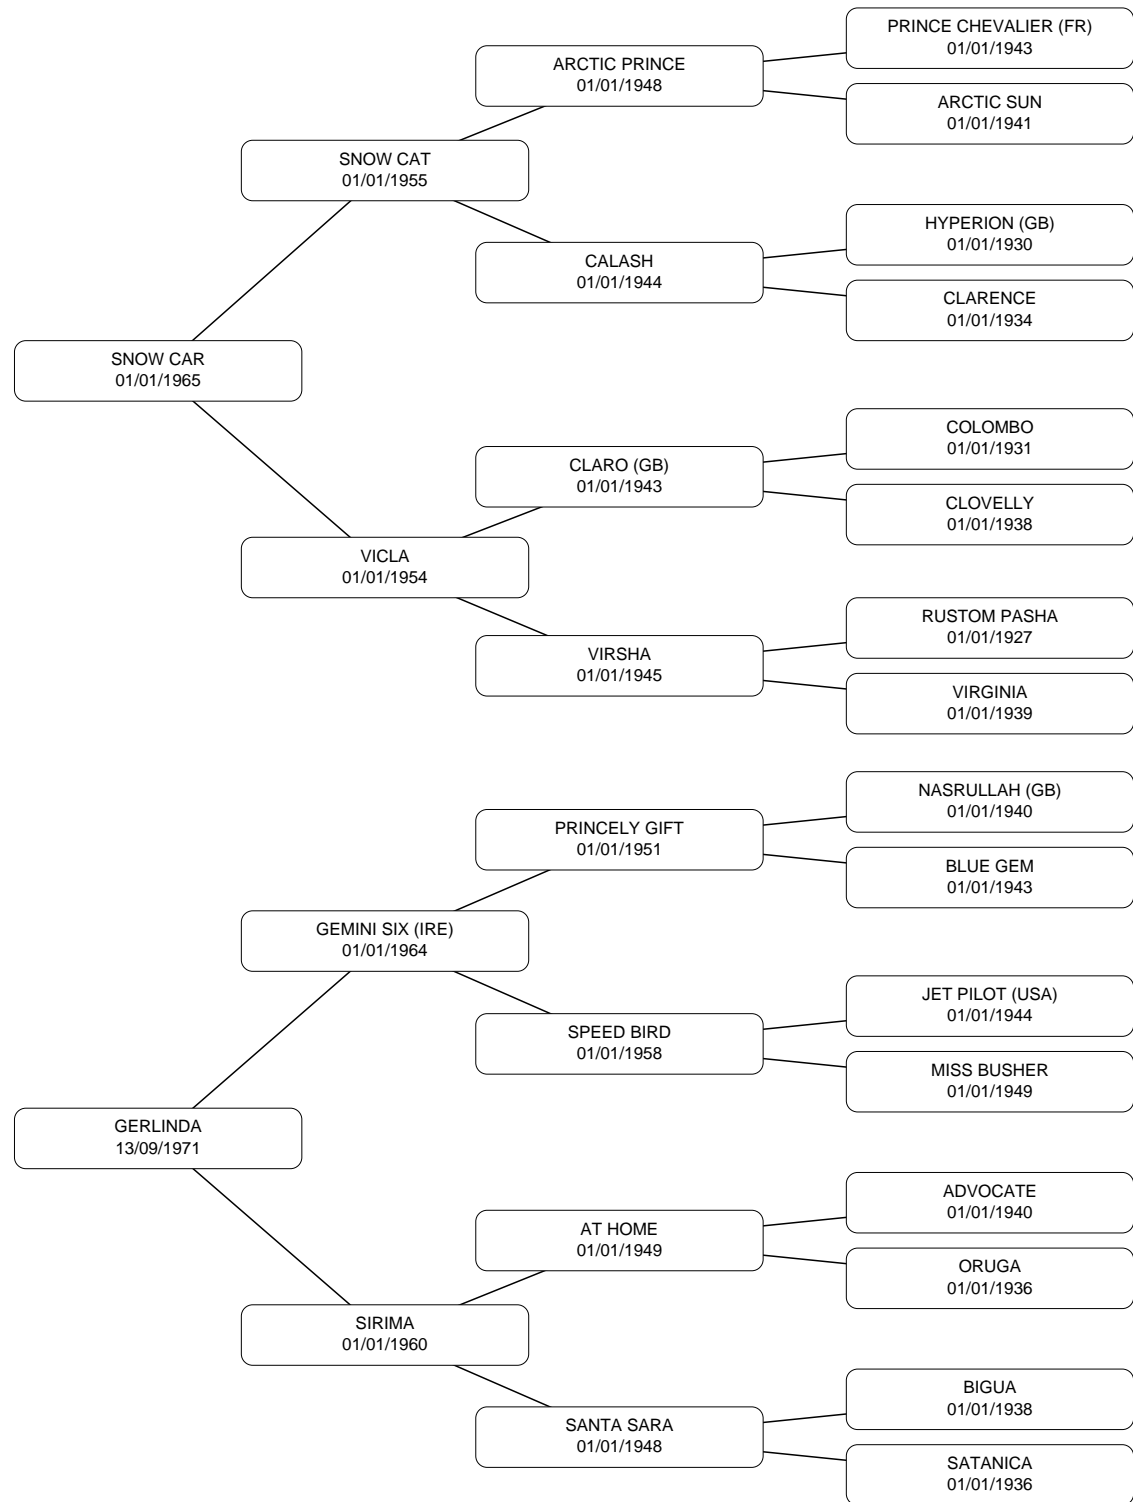 PRINCE CHEVALIER (FR)
01/01/1943
ARCTIC PRINCE
01/01/1948
ARCTIC SUN
01/01/1941
SNOW CAT
01/01/1955
HYPERION (GB)
01/01/1930
CALASH
01/01/1944
CLARENCE
01/01/1934
SNOW CAR
01/01/1965
COLOMBO
01/01/1931
CLARO (GB)
01/01/1943
CLOVELLY
01/01/1938
VICLA
01/01/1954
RUSTOM PASHA
01/01/1927
VIRSHA
01/01/1945
VIRGINIA
01/01/1939
NASRULLAH (GB)
01/01/1940
PRINCELY GIFT
01/01/1951
BLUE GEM
01/01/1943
GEMINI SIX (IRE)
01/01/1964
JET PILOT (USA)
01/01/1944
SPEED BIRD
01/01/1958
MISS BUSHER
01/01/1949
GERLINDA
13/09/1971
ADVOCATE
01/01/1940
AT HOME
01/01/1949
ORUGA
01/01/1936
SIRIMA
01/01/1960
BIGUA
01/01/1938
SANTA SARA
01/01/1948
SATANICA
01/01/1936